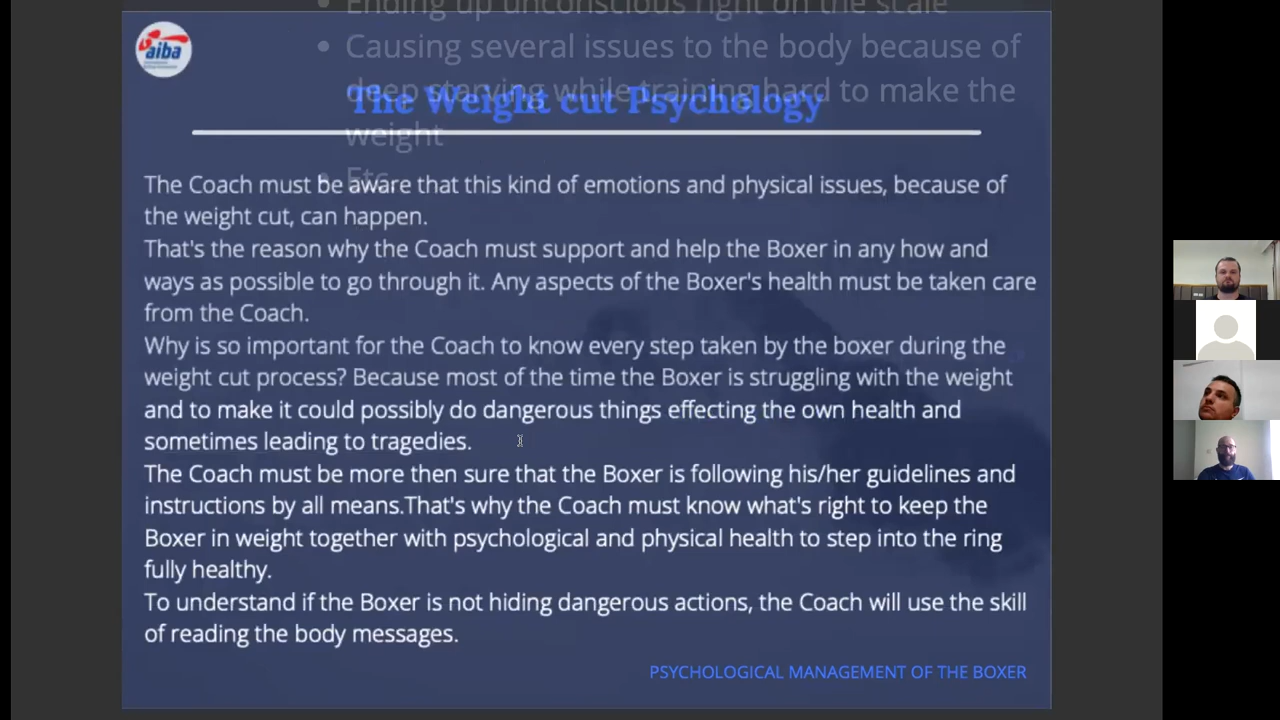 Ending up unconscious right on the scale
Causing several issues to the body because of
deep starving while training hard to make the
weight
Etc
aiba
The Weight cut Psychology
The Coach must be aware that this kind of emotions and physical issues, because of
the weight cut, can happen.
That's the reason why the Coach must support and help the Boxer in any how and
ways as possible to go through it. Any aspects of the Boxer's health must be taken care
from the Coach.
Why is so important for the Coach to know every step taken by the boxer during the
weight cut process? Because most of the time the Boxer is struggling with the weight
and to make it could possibly do dangerous things effecting the own health and
sometimes leading to tragedies.
The Coach must be more then sure that the Boxer is following his/her guidelines and
instructions by all means.That's why the Coach must know what's right to keep the
Boxer in weight together with psychological and physical health to step into the ring
fully healthy.
To understand if the Boxer is not hiding dangerous actions, the Coach will use the skill
of reading the body messages.
PSYCHOLOGICAL MANAGEMENT OF THE BOXER